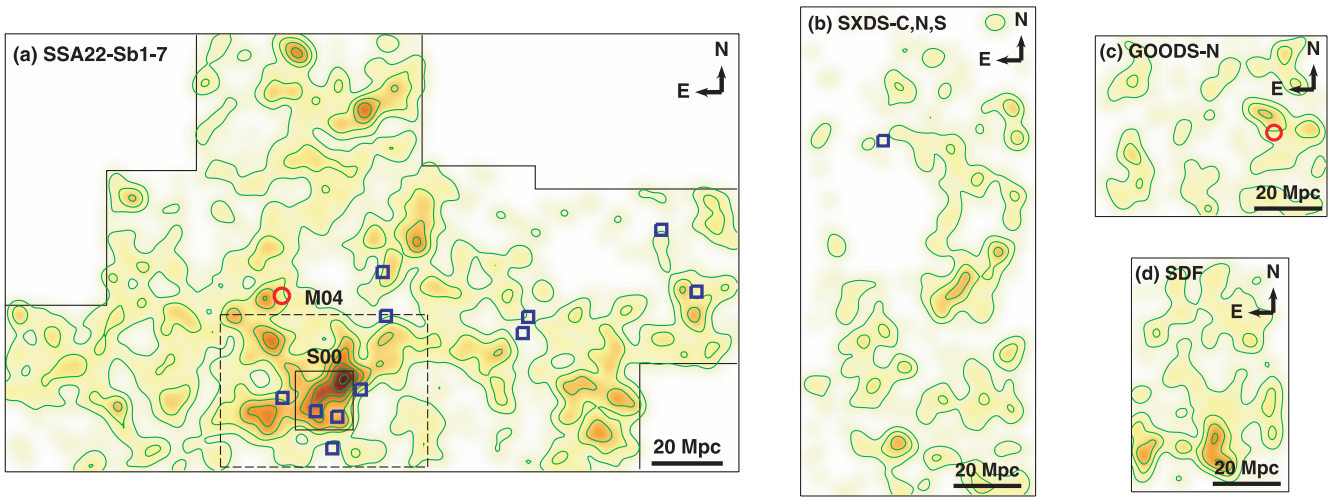 (a) SSA22-Sb1-7
N
E
M04
S00
20 Mpc
(b) SXDS-C,N,S
N
E
20 Mpc
(c) GOODS-N
N
E
20 Mpc
(d) SDF
N
E
20 Mpc